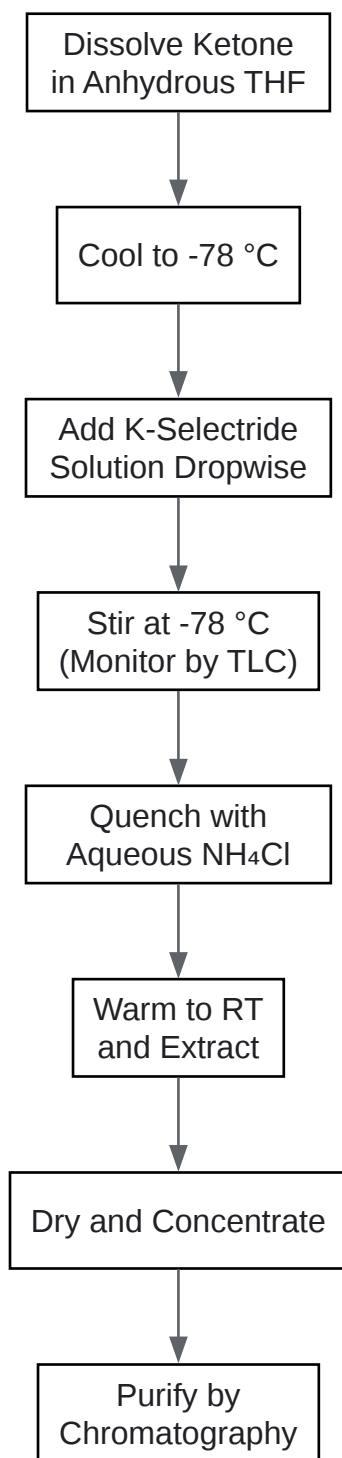 Dissolve Ketone
in Anhydrous THF
Cool to -78 °C
Add K-Selectride
Solution Dropwise
Stir at -78 °C
(Monitor by TLC)
Quench with
Aqueous NH₄Cl
Warm to RT
and Extract
Dry and Concentrate
Purify by
Chromatography